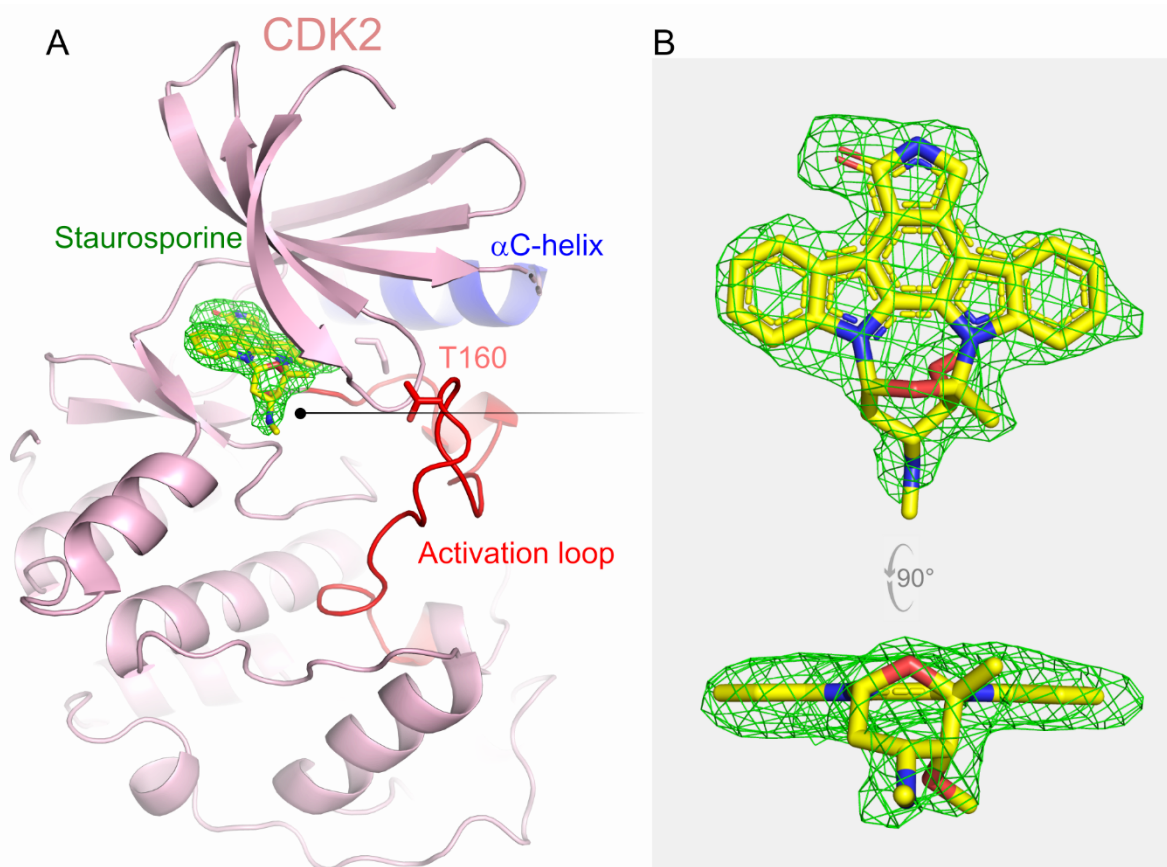 A
CDK2
B
Staurosporine
αC-helix
T160
Activation loop
90°